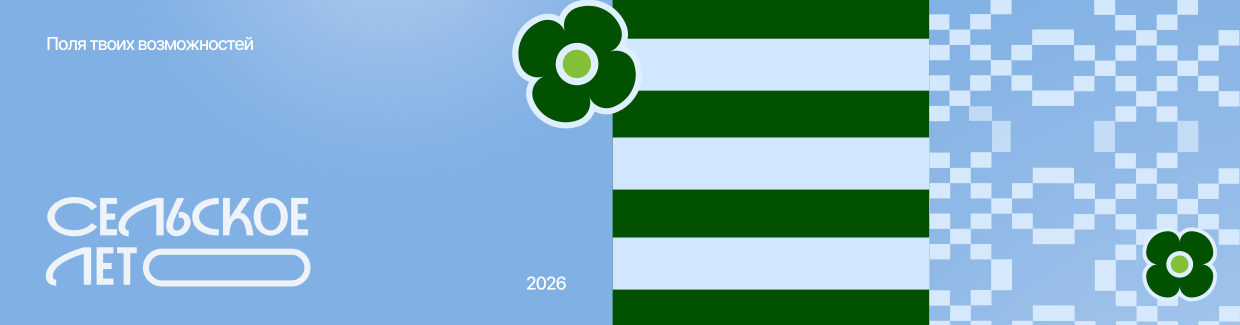 Поля твоих возможностей
СЕЛЬСКОЕ
ЛЕТО
2026